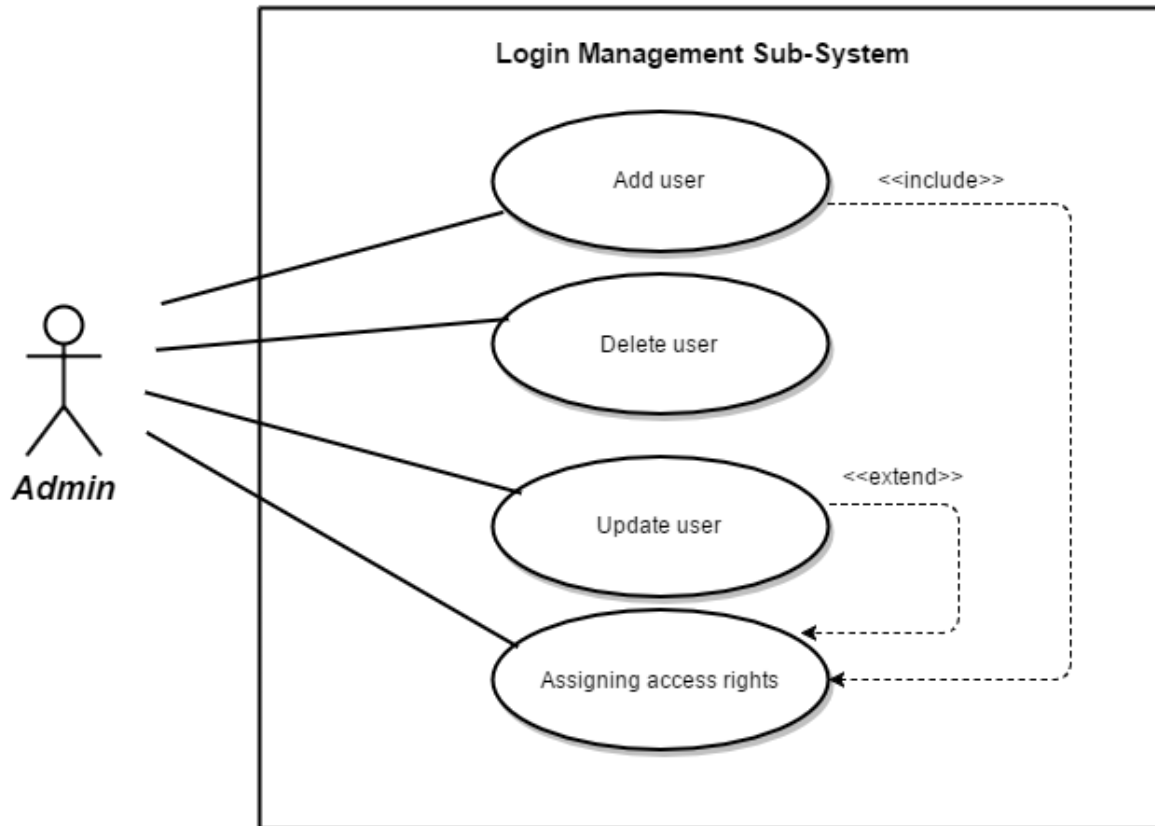 Login Management Sub-System
Add user
<<include>>
Delete user
Admin
<<extend>>
Update user
Assigning access rights